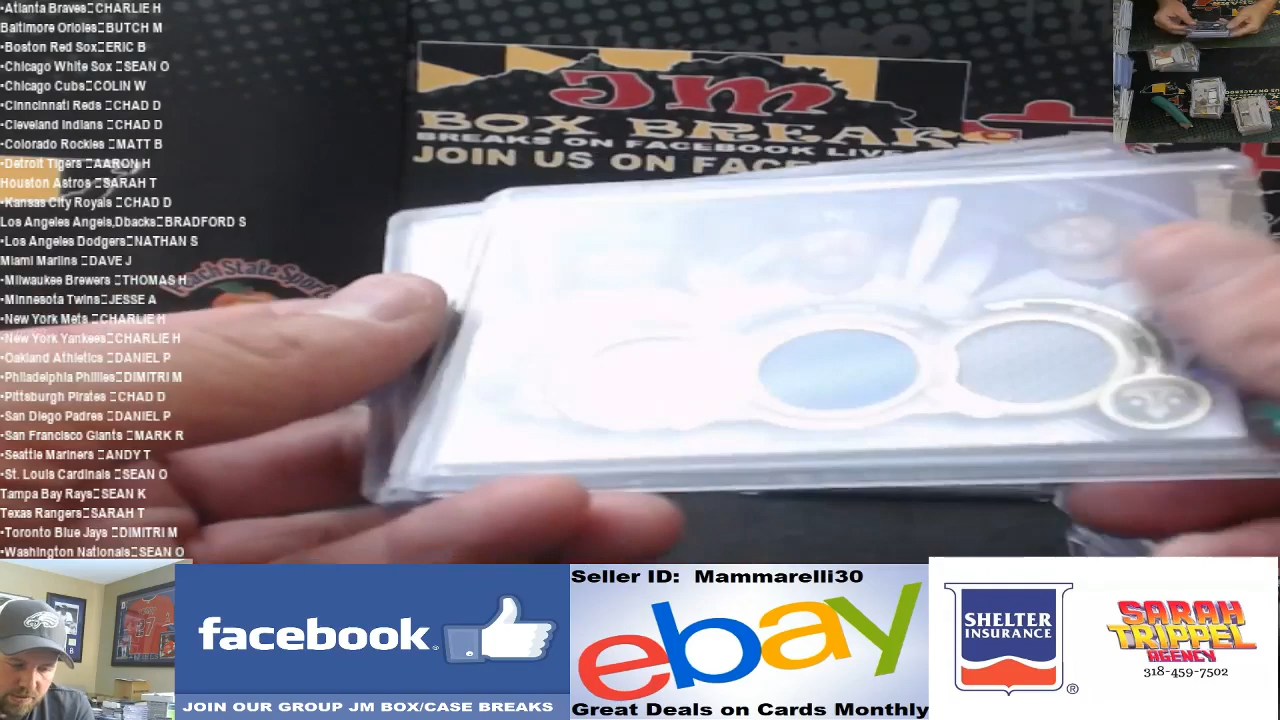 •Atlanta Braves CHARLIE H
Baltimore Orioles BUTCH M
•Boston Red Sox ERIC B
•Chicago White Sox SEAN O
•Chicago Cubs COLIN W
•Cinncinnati Reds CHAD D
•Cleveland Indians CHAD D
•Colorado Rockies MATT B
•Detroit Tigers AARON H
Houston Astros SARAH T
•Kansas City Royals CHAD D
Los Angeles Angels,Dbacks BRADFORD S
•Los Angeles Dodgers NATHAN S
Miami Marlins DAVE J
•Milwaukee Brewers THOMAS H
•Minnesota Twins JESSE A
•New York Mets CHARLIE H
•New York Yankees CHARLIE H
•Oakland Athletics DANIEL P
•Philadelphia Phillies DIMITRI M
•Pittsburgh Pirates CHAD D
•San Diego Padres DANIEL P
•San Francisco Giants MARK R
•Seattle Mariners ANDY T
•St. Louis Cardinals SEAN O
Tampa Bay Rays SEAN K
Texas Rangers SARAH T
•Toronto Blue Jays DIMITRI M
•Washington Nationals SEAN O
JM
BOX BREAKS
BREAKS ON FACEBOOK LIVE
JOIN US ON
27
facebook
JOIN OUR GROUP JM BOX/CASE BREAKS
Seller ID: Mammarelli30
ebay
Great Deals on Cards Monthly
SHELTER
INSURANCE
®
SARAH
TRIPPEL
AGENCY
318-459-7502